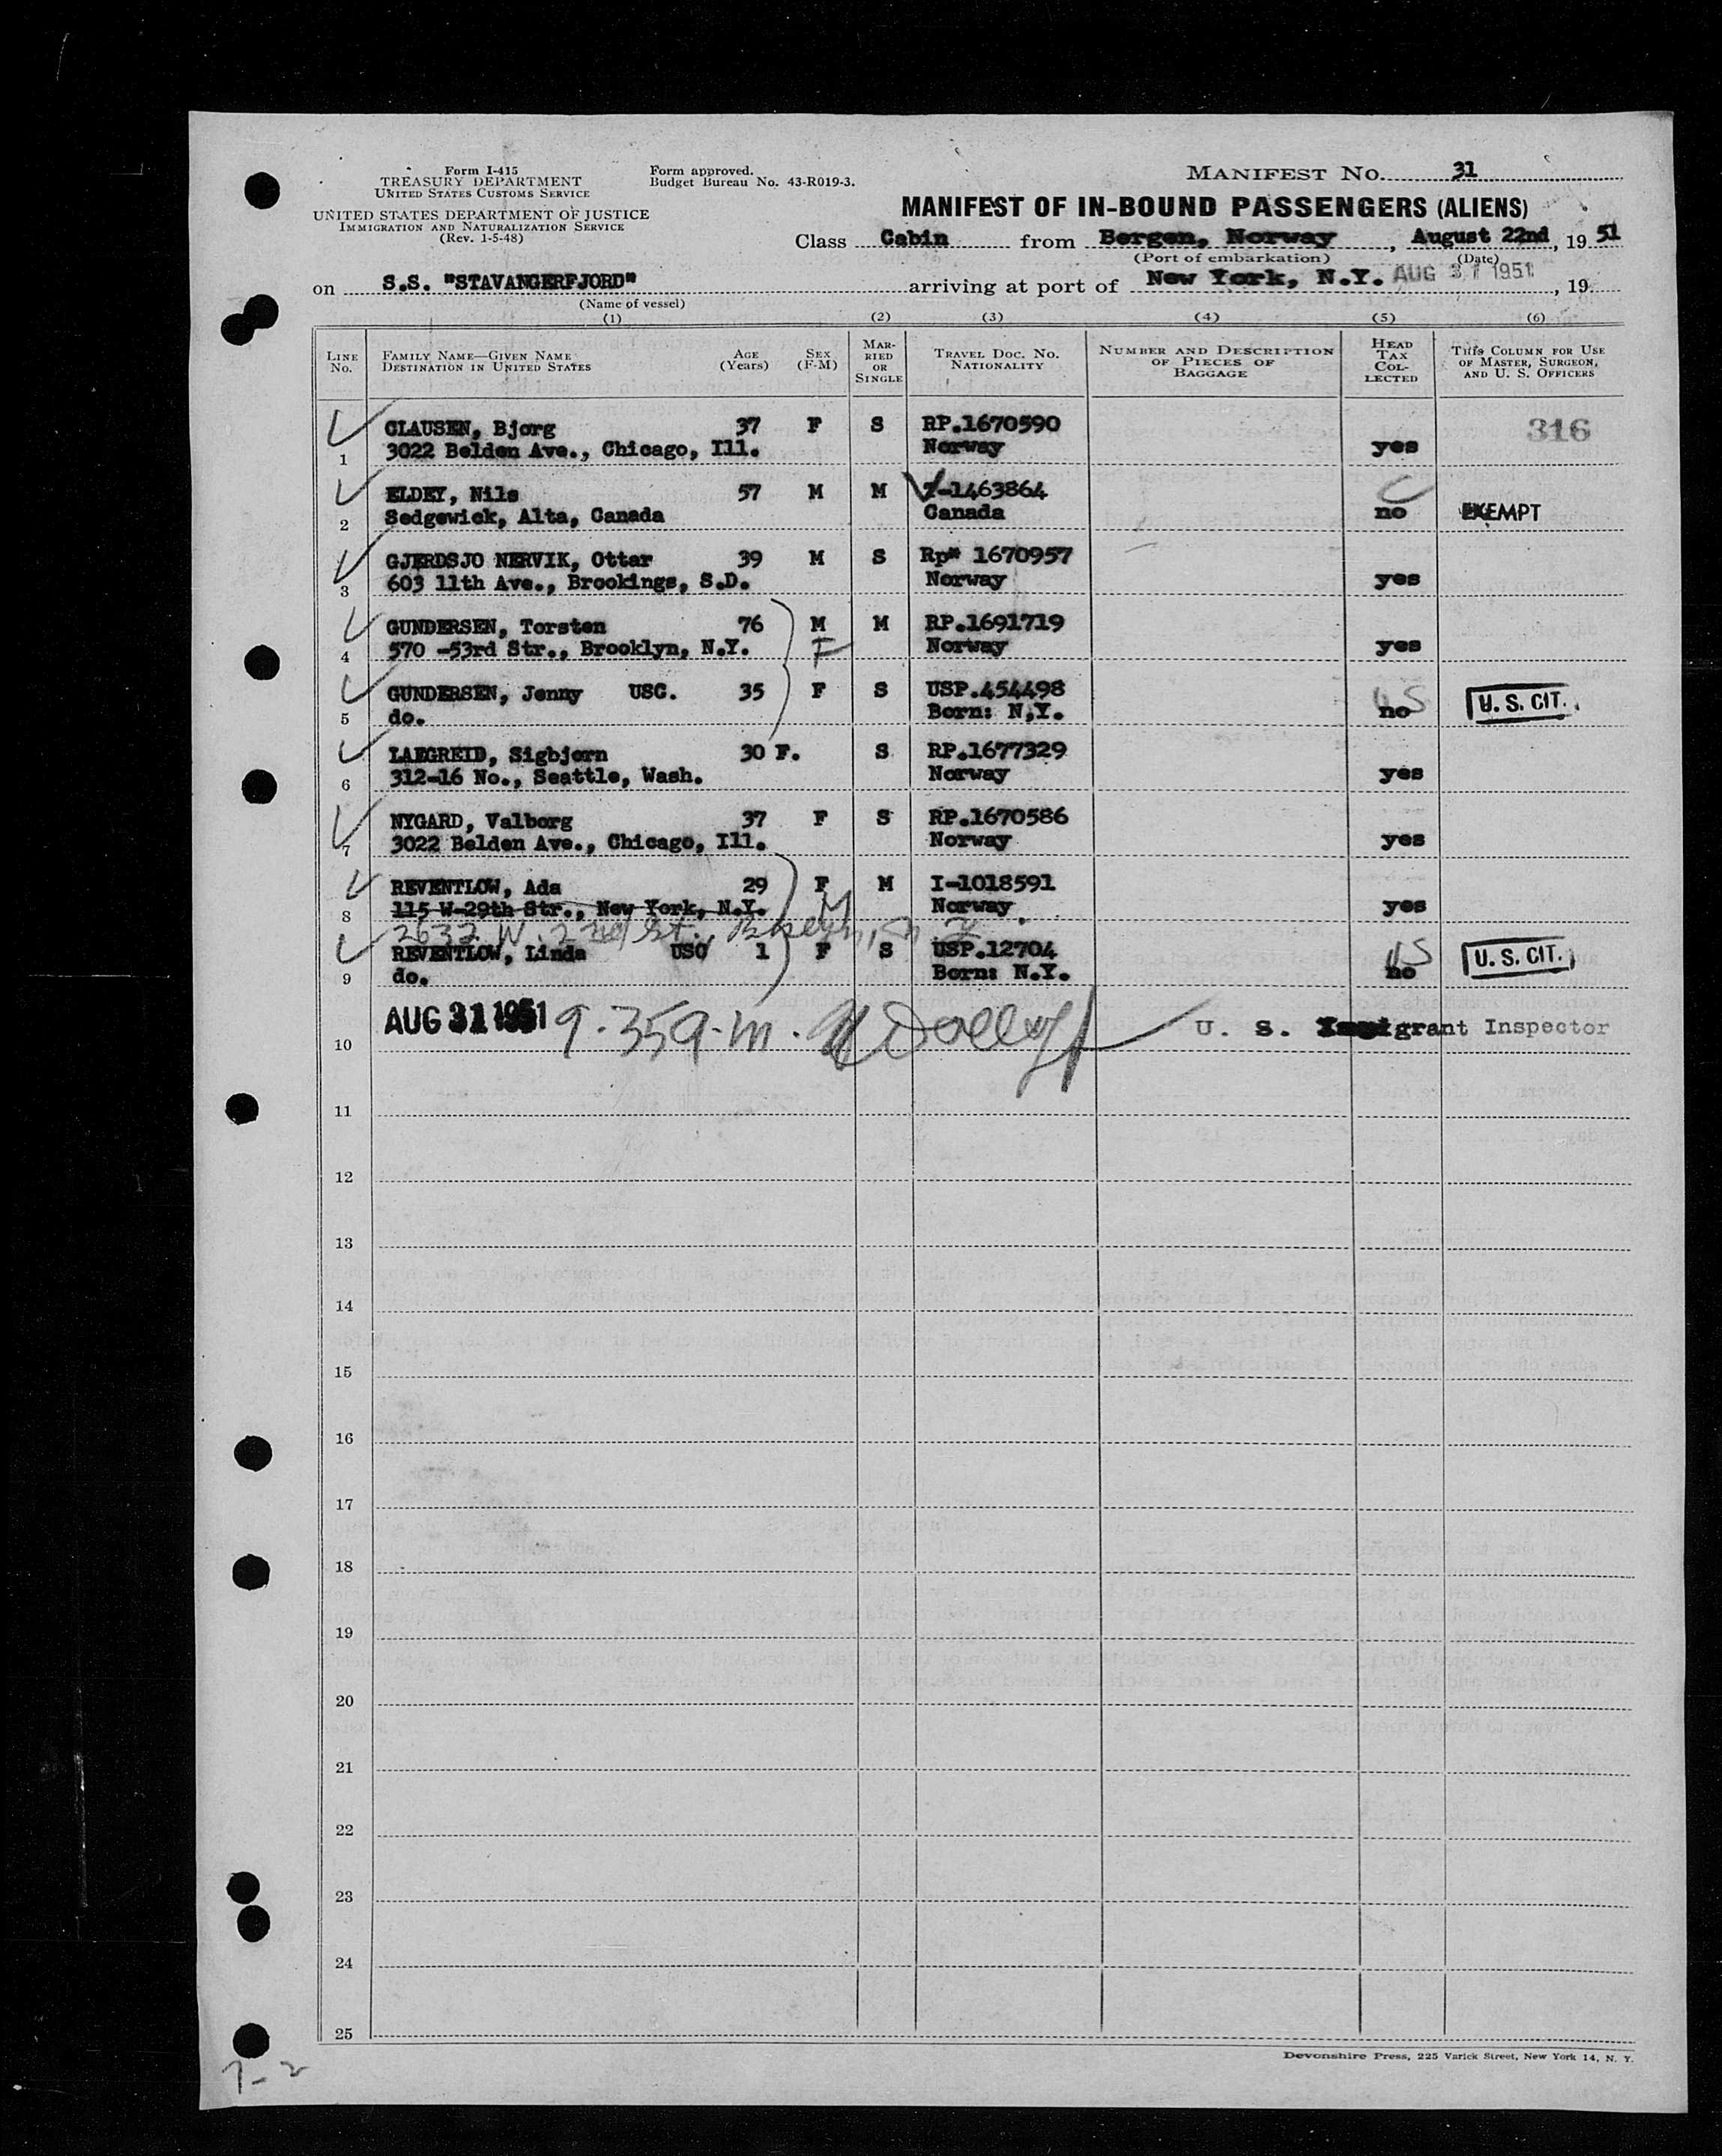 Form I-415
TREASURY DEPARTMENT
UNITED STATES CUSTOMS SERVICE
UNITED STATES DEPARTMENT OF JUSTICE
IMMIGRATION AND NATURALIZATION SERVICE
(Rev. 1-5-48)
Form approved.
Budget Bureau No. 43-R019-3.
MANIFEST NO. 31
MANIFEST OF IN-BOUND PASSENGERS (ALIENS)
Class Cabin from Bergen, Norway, August 22nd, 19 51
(Port of embarkation) (Date)
on S.S. "STAVANGERFJORD" arriving at port of New York, N.Y. AUG 31 1951, 19
(Name of vessel)
(1) (2) (3) (4) (5) (6)
LINE NO. FAMILY NAME—GIVEN NAME DESTINATION IN UNITED STATES AGE (Years) SEX (F-M) MARRIED OR SINGLE TRAVEL DOC. NO. NATIONALITY NUMBER AND DESCRIPTION OF PIECES OF BAGGAGE HEAD TAX COLLECTED THIS COLUMN FOR USE OF MASTER, SURGEON, AND U. S. OFFICERS
CLAUSEN, Bjorg 37 F S RP.1670590 316
1 3022 Belden Ave., Chicago, Ill. Norway yes
ELDEY, Nils 57 M M I-1463864 C
2 Sedgewick, Alta, Canada Canada no EXEMPT
GJERDSJO NERVIK, Ottar 39 M S Rp# 1670957
3 603 11th Ave., Brookings, S.D. Norway yes
GUNDERSEN, Torsten 76 M M RP.1691719
4 570 -53rd Str., Brooklyn, N.Y. F Norway yes
GUNDERSEN, Jenny USC. 35 F S USP.454498 US U. S. CIT.
5 do. Born: N,Y. no
LAEGREID, Sigbjorn 30 F. S RP.1677329
6 312-16 No., Seattle, Wash. Norway yes
NYGARD, Valborg 37 F S RP.1670586
7 3022 Belden Ave., Chicago, Ill. Norway yes
REVENTLOW, Ada 29 F M I-1018591
8 115 W-29th Str., New York, N.Y. M Norway yes
2632 W. 2nd St., Bklyn, N Y
REVENTLOW, Linda USC 1 F S USP.12704 US U. S. CIT.
9 do. Born: N.Y. no
AUG 31 1951 9.35 a.m. U. S. Immigrant Inspector
10
11
12
13
14
15
16
17
18
19
20
21
22
23
24
25
Devonshire Press, 225 Varick Street, New York 14, N. Y.
7-2